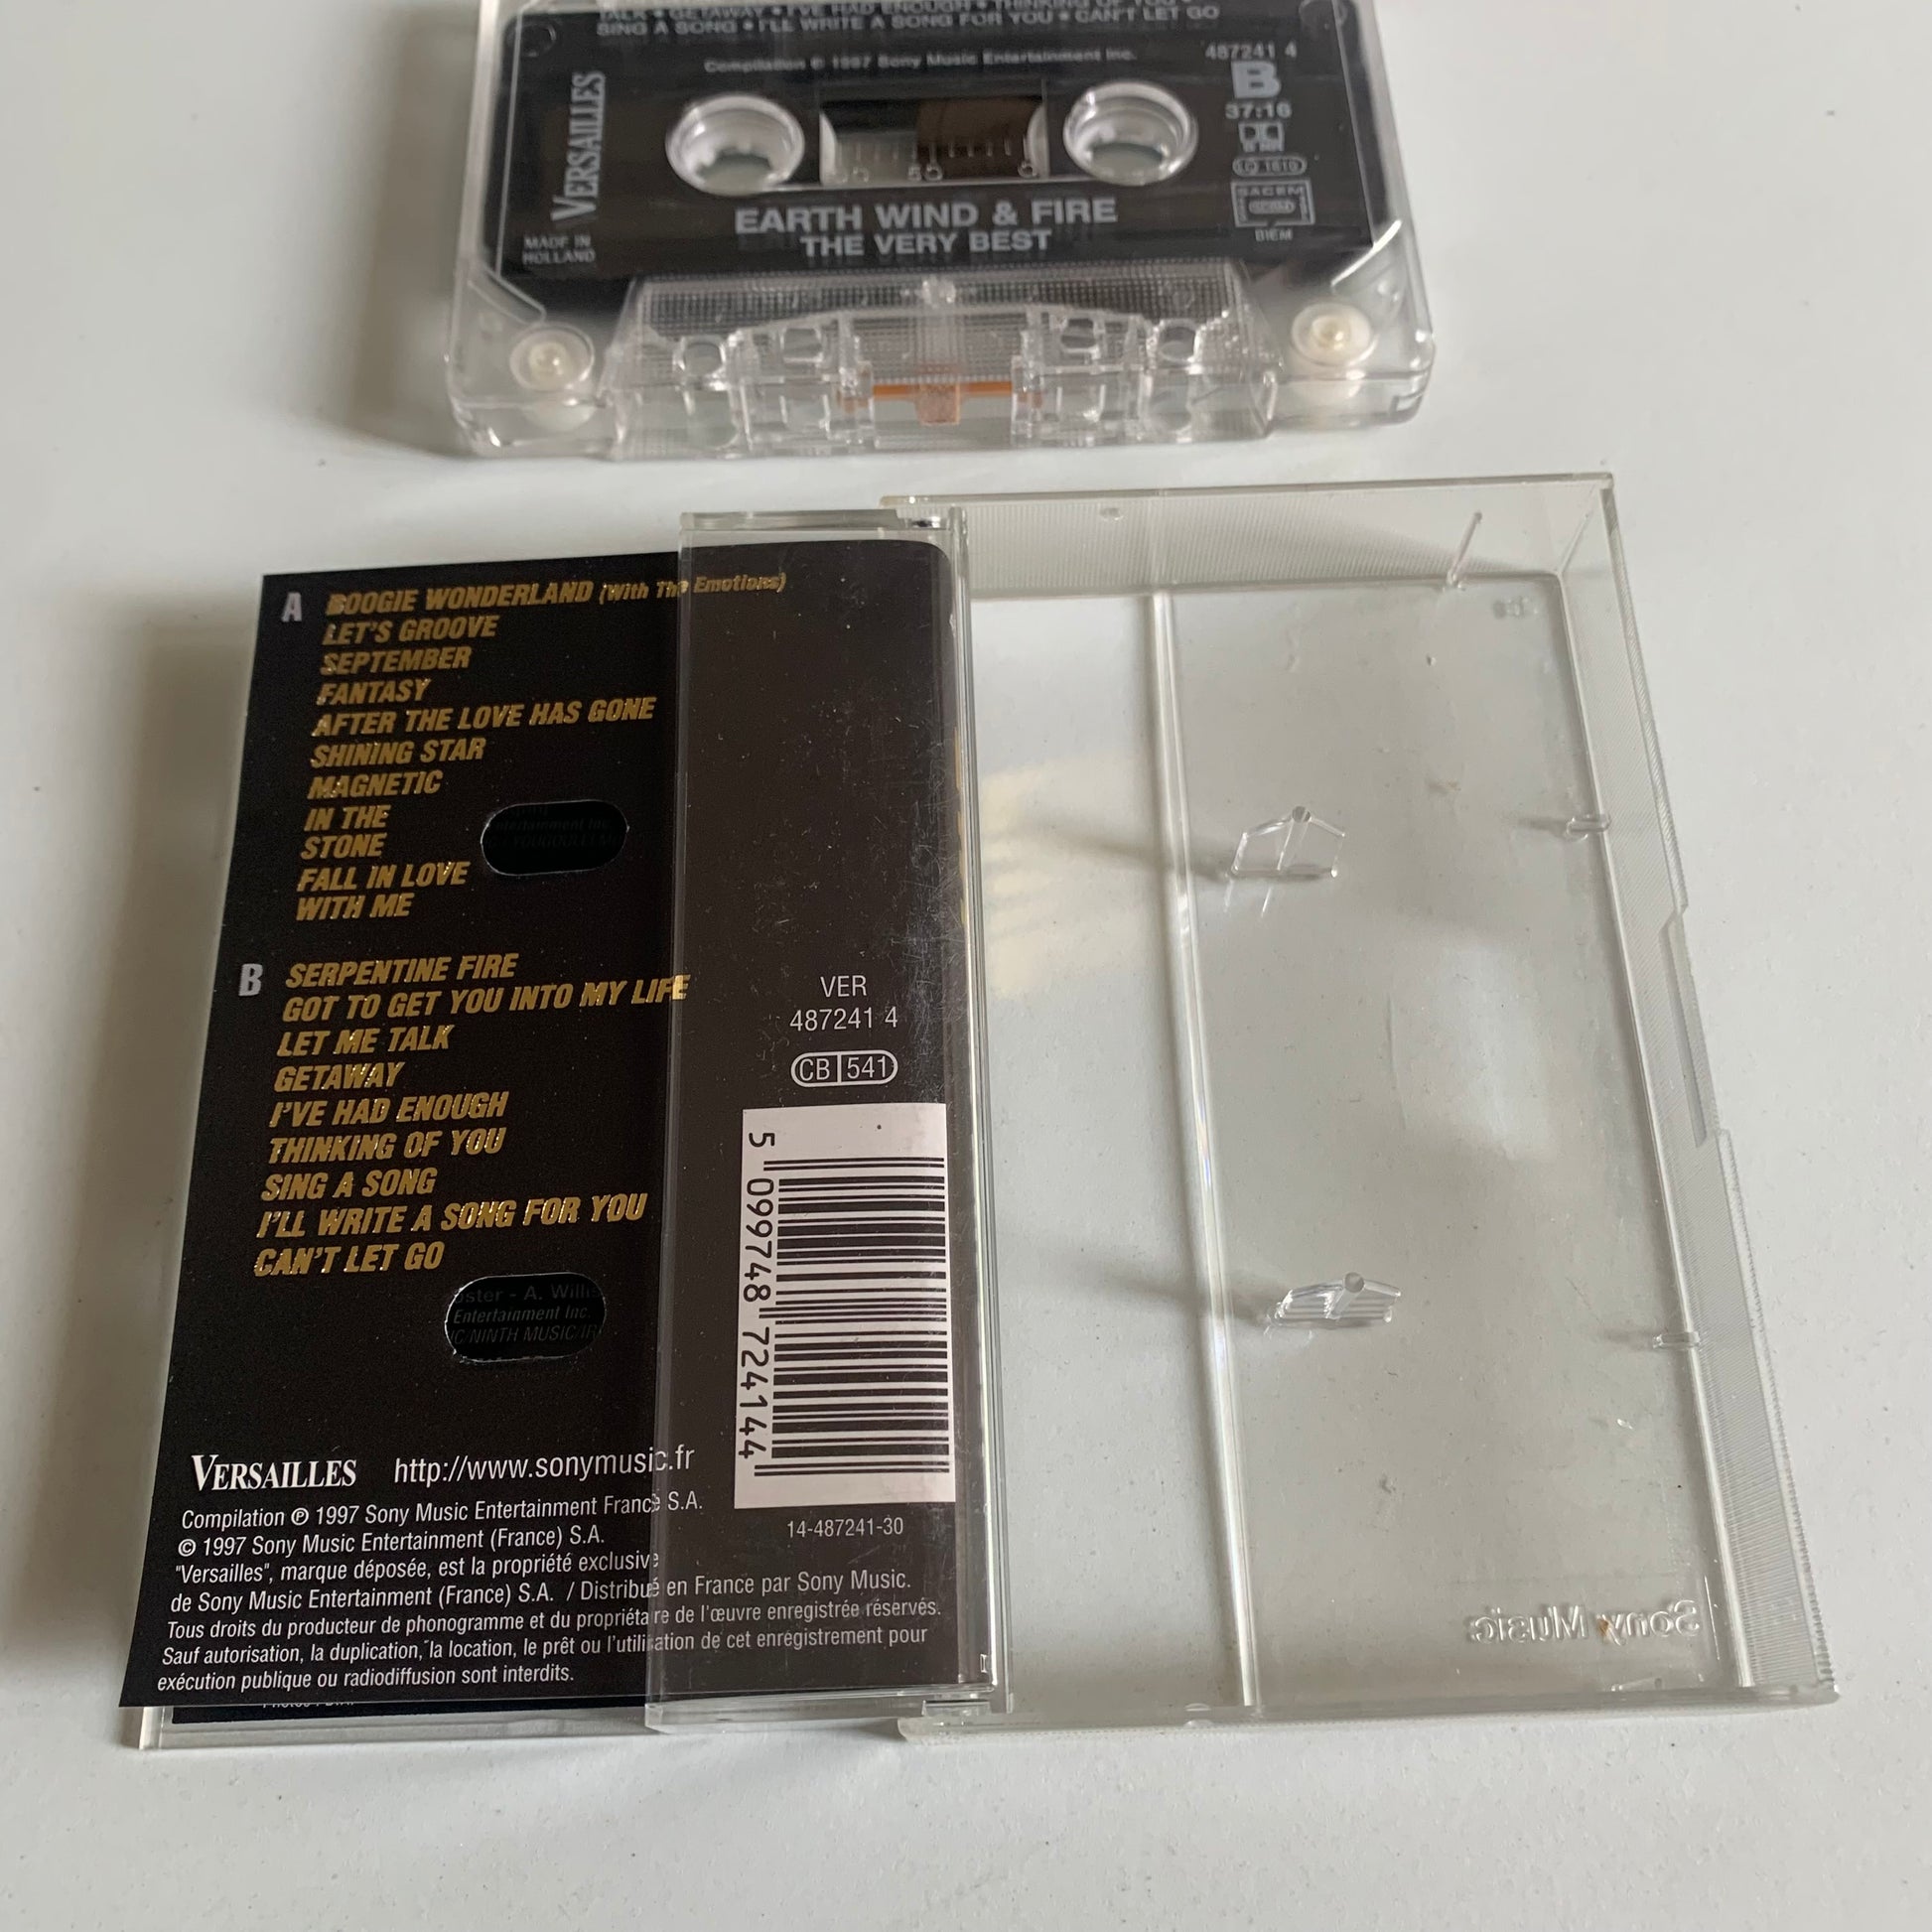 TALK • GETAWAY • I'VE HAD ENOUGH • THINKING OF YOU •
SING A SONG • I'LL WRITE A SONG FOR YOU • CAN'T LET GO
Compilation ℗ 1997 Sony Music Entertainment Inc.
487241 4
B
37:16
VERSAILLES
SACEM
BIEM
MADE IN
HOLLAND
EARTH WIND & FIRE
THE VERY BEST
A BOOGIE WONDERLAND (With The Emotions)
LET'S GROOVE
SEPTEMBER
FANTASY
AFTER THE LOVE HAS GONE
SHINING STAR
MAGNETIC
IN THE
STONE
FALL IN LOVE
WITH ME
B SERPENTINE FIRE
GOT TO GET YOU INTO MY LIFE
LET ME TALK
GETAWAY
I'VE HAD ENOUGH
THINKING OF YOU
SING A SONG
I'LL WRITE A SONG FOR YOU
CAN'T LET GO
A. Willis
Entertainment Inc.
NINTH MUSIC
VERSAILLES http://www.sonymusic.fr
Compilation ℗ 1997 Sony Music Entertainment France S.A.
© 1997 Sony Music Entertainment (France) S.A.
"Versailles", marque déposée, est la propriété exclusive
de Sony Music Entertainment (France) S.A. / Distribué en France par Sony Music.
Tous droits du producteur de phonogramme et du propriétaire de l'œuvre enregistrée réservés.
Sauf autorisation, la duplication, la location, le prêt ou l'utilisation de cet enregistrement pour
exécution publique ou radiodiffusion sont interdits.
VER
487241 4
CB 541
5 099748 724144
14-487241-30
Sony Music